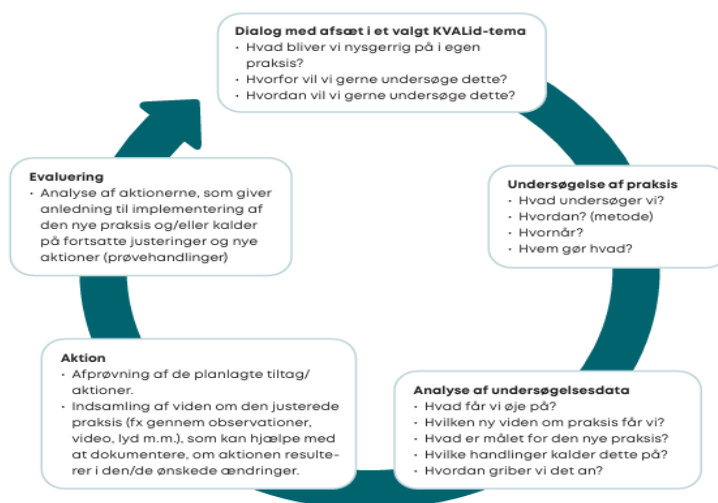 Dialog med afsæt i et valgt KVALid-tema
· Hvad bliver vi nysgerrig på i egen
praksis?
· Hvorfor vil vi gerne undersøge dette?
· Hvordan vil vi gerne undersøge dette?
Undersøgelse af praksis
· Hvad undersøger vi?
· Hvordan? (metode)
· Hvornår?
· Hvem gør hvad?
Analyse af undersøgelsesdata
· Hvad får vi øje på?
· Hvilken ny viden om praksis får vi?
· Hvad er målet for den nye praksis?
· Hvilke handlinger kalder dette på?
· Hvordan griber vi det an?
Aktion
· Afprøvning af de planlagte tiltag/
aktioner.
· Indsamling af viden om den justerede
praksis (fx gennem observationer,
video, lyd m.m.), som kan hjælpe med
at dokumentere, om aktionen resulte-
rer i den/de ønskede ændringer.
Evaluering
· Analyse af aktionerne, som giver
anledning til implementering af
den nye praksis og/eller kalder
på fortsatte justeringer og nye
aktioner (prøvehandlinger)